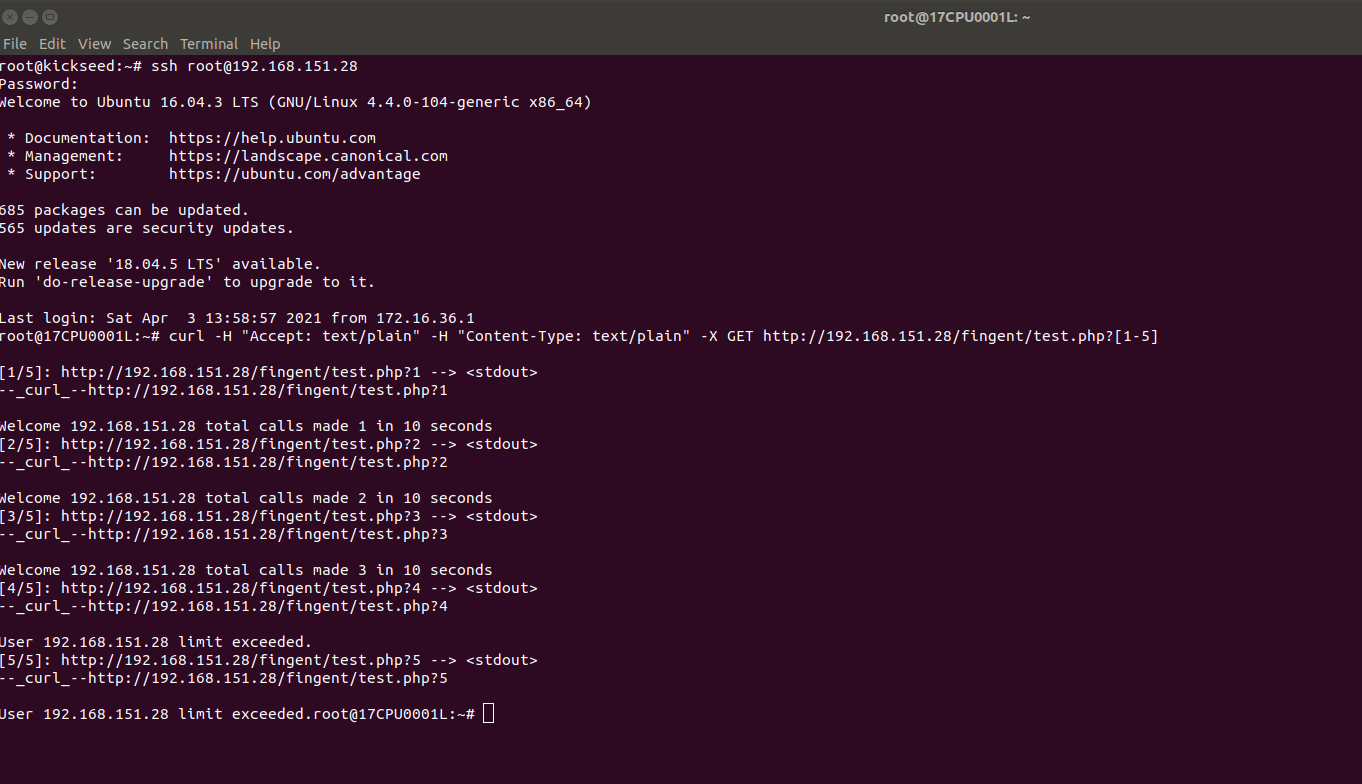 root@17CPU0001L: ~
File Edit View Search Terminal Help
root@kickseed:~# ssh root@192.168.151.28
Password:
Welcome to Ubuntu 16.04.3 LTS (GNU/Linux 4.4.0-104-generic x86_64)
* Documentation:  https://help.ubuntu.com
* Management:     https://landscape.canonical.com
* Support:        https://ubuntu.com/advantage
685 packages can be updated.
565 updates are security updates.
New release '18.04.5 LTS' available.
Run 'do-release-upgrade' to upgrade to it.
Last login: Sat Apr  3 13:58:57 2021 from 172.16.36.1
root@17CPU0001L:~# curl -H "Accept: text/plain" -H "Content-Type: text/plain" -X GET http://192.168.151.28/fingent/test.php?[1-5]
[1/5]: http://192.168.151.28/fingent/test.php?1 --> <stdout>
--_curl_--http://192.168.151.28/fingent/test.php?1
Welcome 192.168.151.28 total calls made 1 in 10 seconds
[2/5]: http://192.168.151.28/fingent/test.php?2 --> <stdout>
--_curl_--http://192.168.151.28/fingent/test.php?2
Welcome 192.168.151.28 total calls made 2 in 10 seconds
[3/5]: http://192.168.151.28/fingent/test.php?3 --> <stdout>
--_curl_--http://192.168.151.28/fingent/test.php?3
Welcome 192.168.151.28 total calls made 3 in 10 seconds
[4/5]: http://192.168.151.28/fingent/test.php?4 --> <stdout>
--_curl_--http://192.168.151.28/fingent/test.php?4
User 192.168.151.28 limit exceeded.
[5/5]: http://192.168.151.28/fingent/test.php?5 --> <stdout>
--_curl_--http://192.168.151.28/fingent/test.php?5
User 192.168.151.28 limit exceeded.root@17CPU0001L:~#